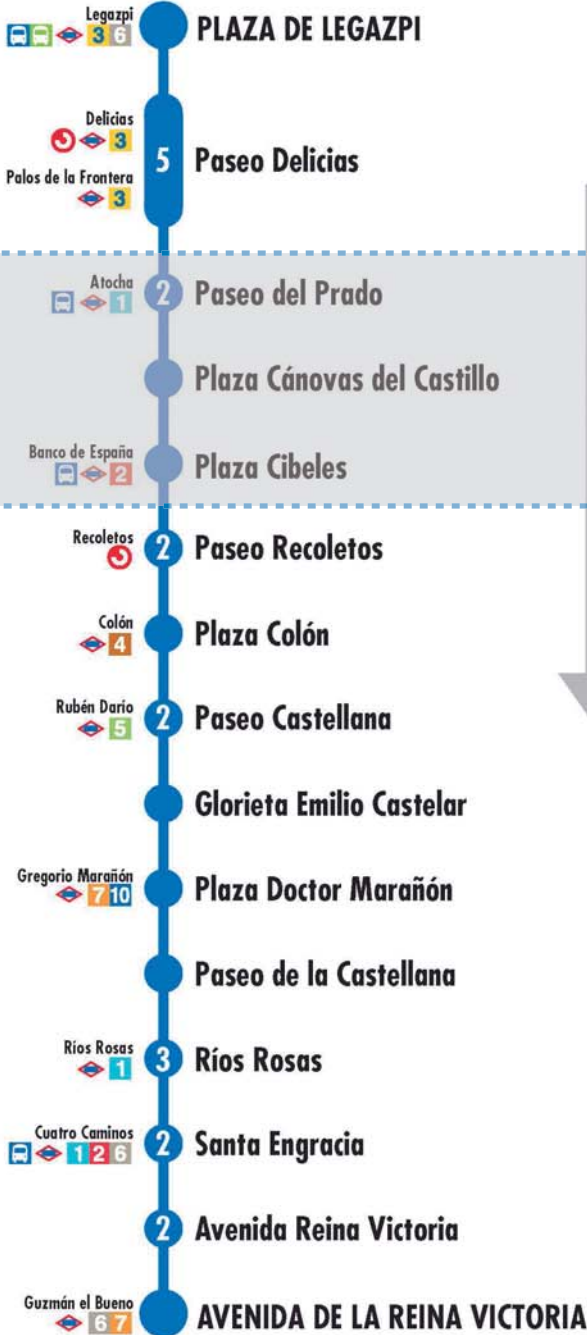 Legazpi
3 6
PLAZA DE LEGAZPI
Delicias
3
5
Paseo Delicias
Palos de la Frontera
3
Atocha
1
2
Paseo del Prado
Plaza Cánovas del Castillo
Banco de España
2
Plaza Cibeles
Recoletos
2
Paseo Recoletos
Colón
4
Plaza Colón
Rubén Darío
5
2
Paseo Castellana
Glorieta Emilio Castelar
Gregorio Marañón
7 10
Plaza Doctor Marañón
Paseo de la Castellana
Ríos Rosas
1
3
Ríos Rosas
Cuatro Caminos
1 2 6
2
Santa Engracia
2
Avenida Reina Victoria
Guzmán el Bueno
6 7
AVENIDA DE LA REINA VICTORIA